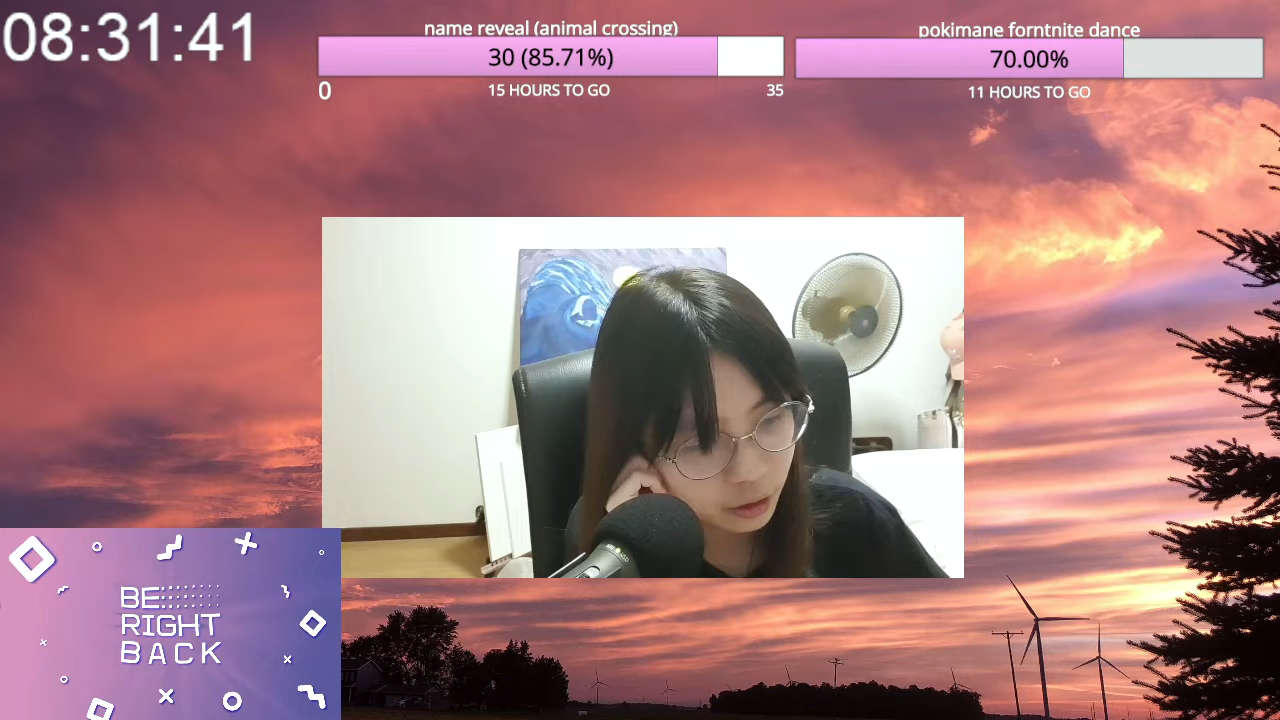 08:31:41
name reveal (animal crossing)
30 (85.71%)
0
15 HOURS TO GO
35
pokimane forntnite dance
70.00%
11 HOURS TO GO
BE
RIGHT
BACK